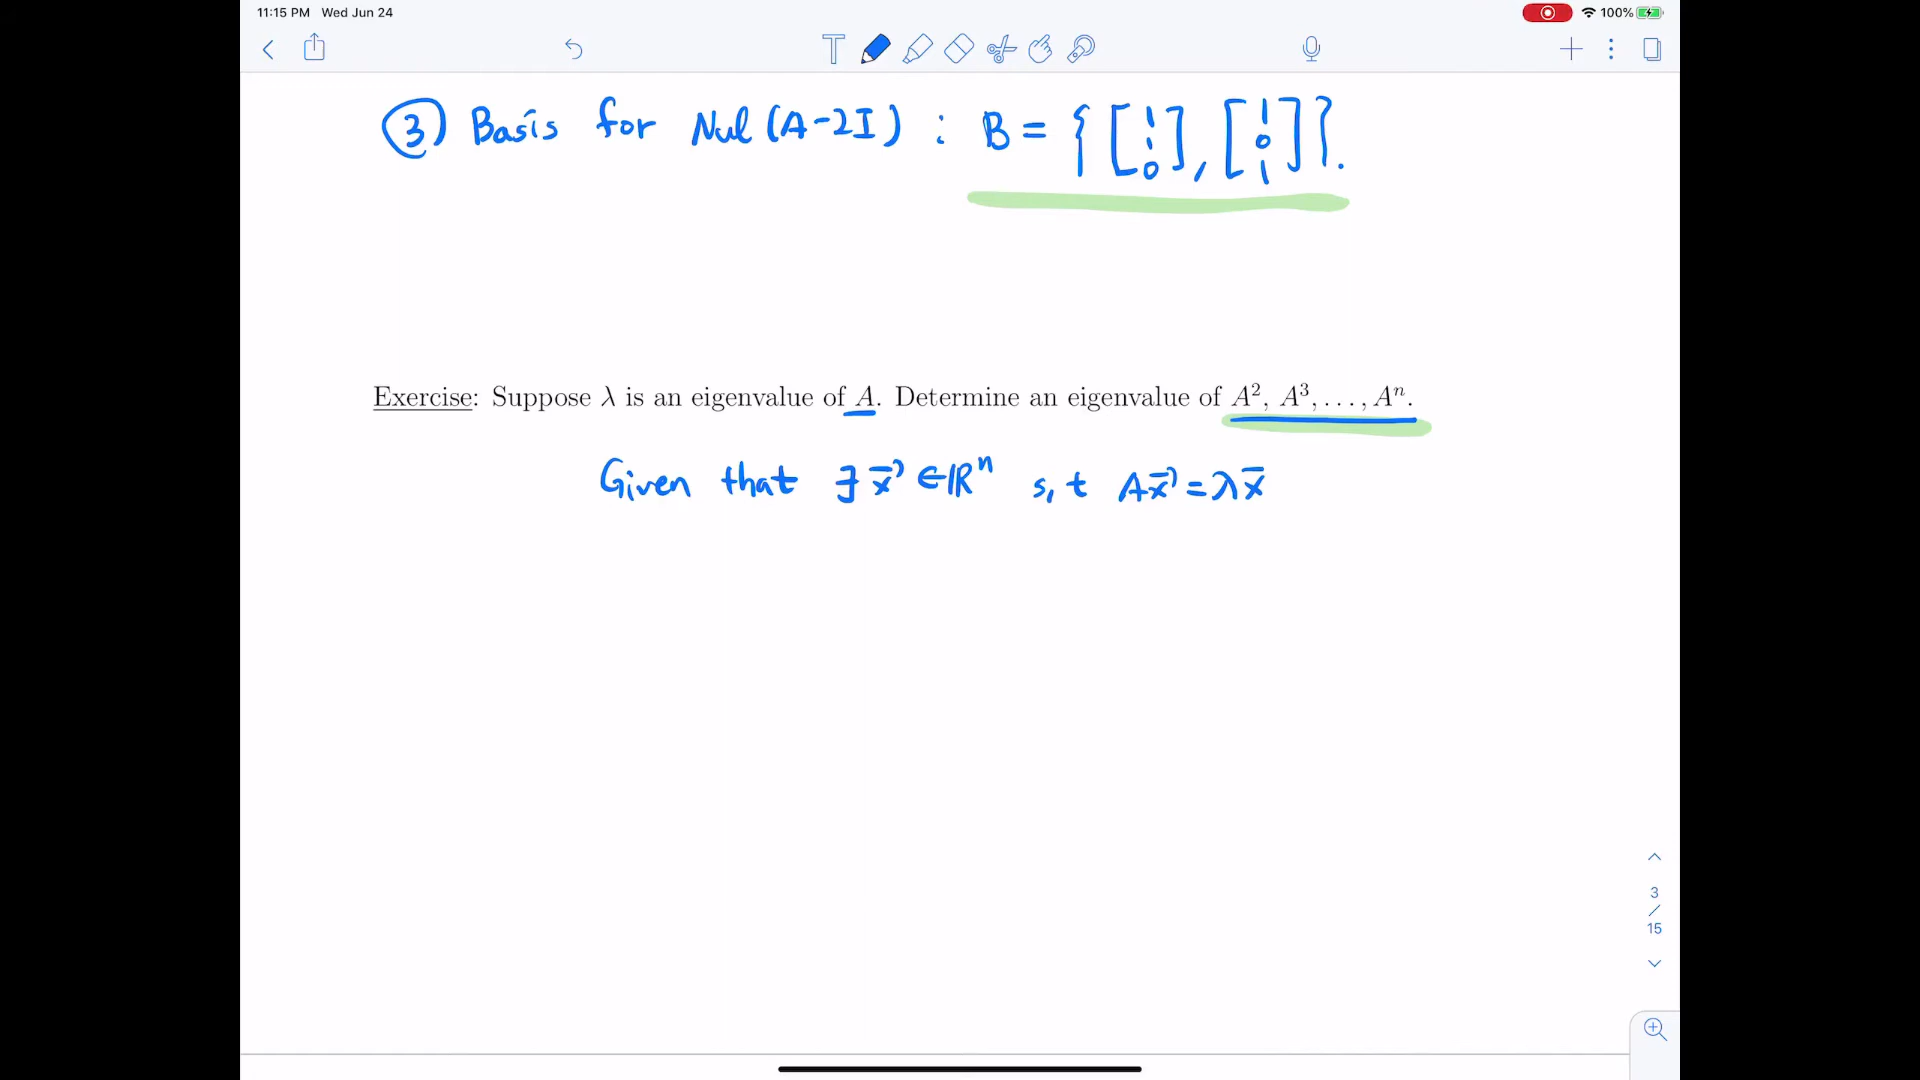 11:15 PM Wed Jun 24
100%
③ Basis for Nul (A-2I) : B = { [1 1 0], [1 0 1] }.
Exercise: Suppose λ is an eigenvalue of A. Determine an eigenvalue of A², A³, . . . , Aⁿ.
Given that ∃ x⃗ ∈ ℝⁿ s,t Ax⃗ = λx̄
3
/
15